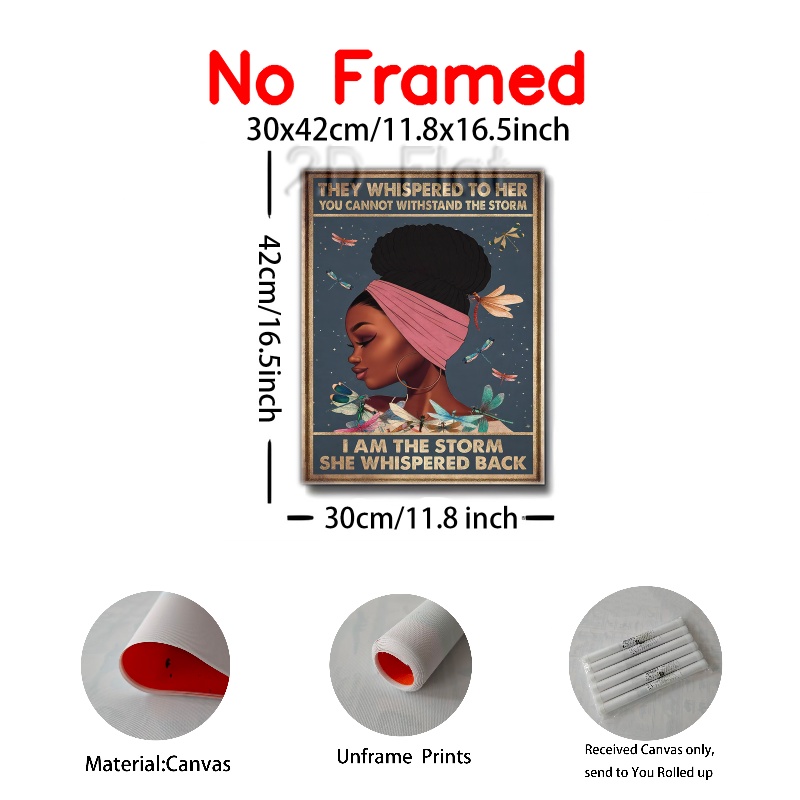 No Framed
30x42cm/11.8x16.5inch
2D Flat
THEY WHISPERED TO HER
YOU CANNOT WITHSTAND THE STORM
42cm/16.5inch
I AM THE STORM
SHE WHISPERED BACK
30cm/11.8 inch
Material:Canvas
Unframe Prints
Received Canvas only,
send to You Rolled up